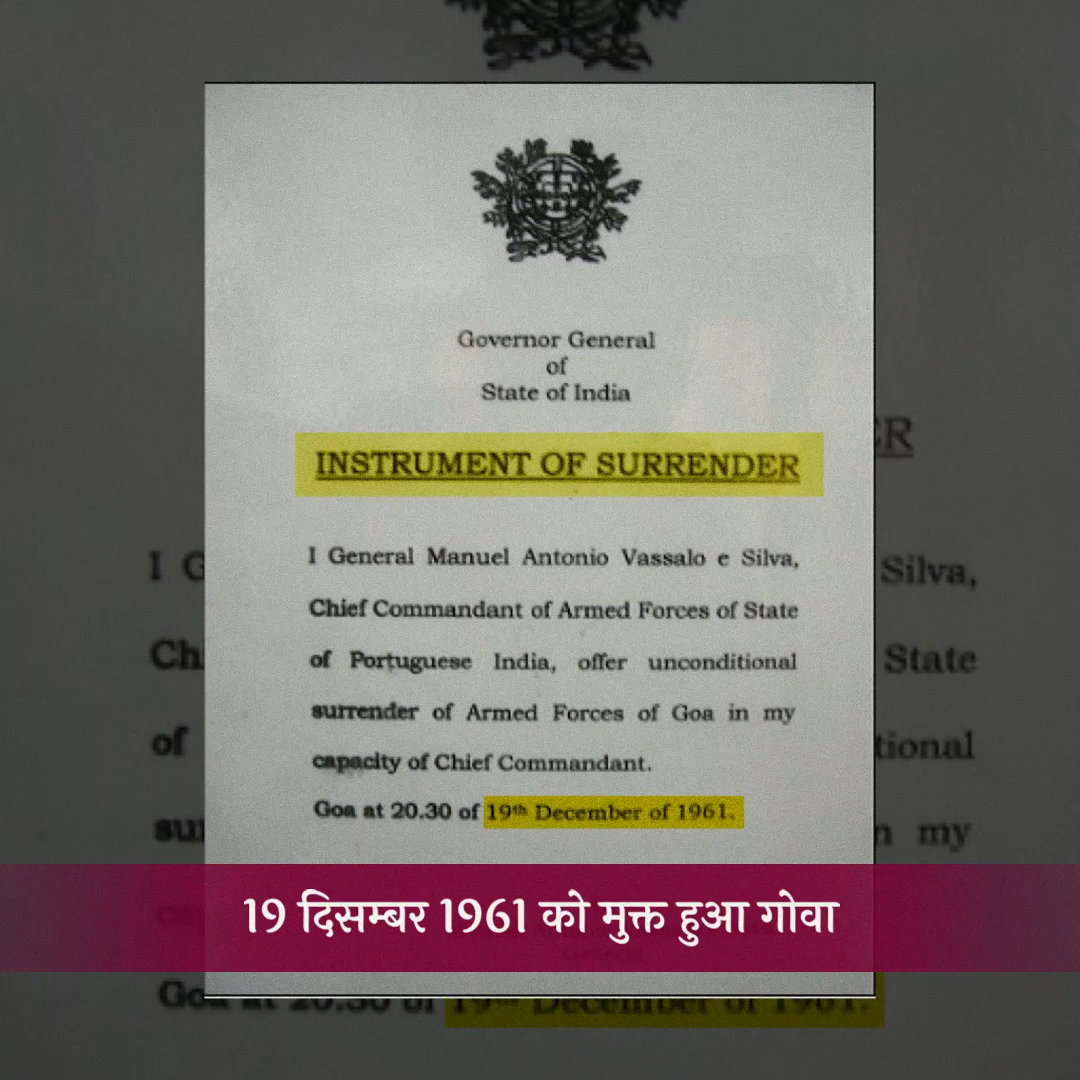 Governor General
of
State of India
INSTRUMENT OF SURRENDER
I General Manuel Antonio Vassalo e Silva,
Chief Commandant of Armed Forces of State
of Portuguese India, offer unconditional
surrender of Armed Forces of Goa in my
capacity of Chief Commandant.
Goa at 20.30 of 19th December of 1961.
19 दिसम्बर 1961 को मुक्त हुआ गोवा